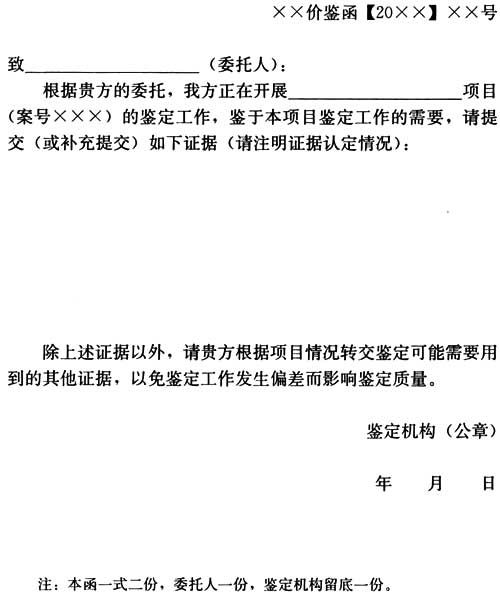 ××价鉴函【20××】××号
致____________________（委托人）：
根据贵方的委托，我方正在开展____________________项目
（案号×××）的鉴定工作，鉴于本项目鉴定工作的需要，请提
交（或补充提交）如下证据（请注明证据认定情况）：
除上述证据以外，请贵方根据项目情况转交鉴定可能需要用
到的其他证据，以免鉴定工作发生偏差而影响鉴定质量。
鉴定机构（公章）
年 月 日
注：本函一式二份，委托人一份，鉴定机构留底一份。